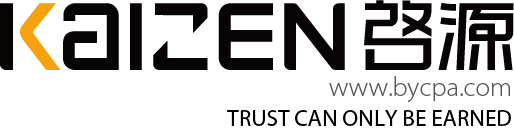 KAIZEN 啓源
www.bycpa.com
TRUST CAN ONLY BE EARNED